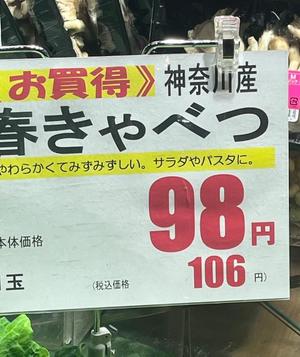 お買得》 神奈川産
春きゃべつ
やわらかくてみずみずしい。サラダやパスタに。
本体価格 98円
玉 (税込価格 106円)